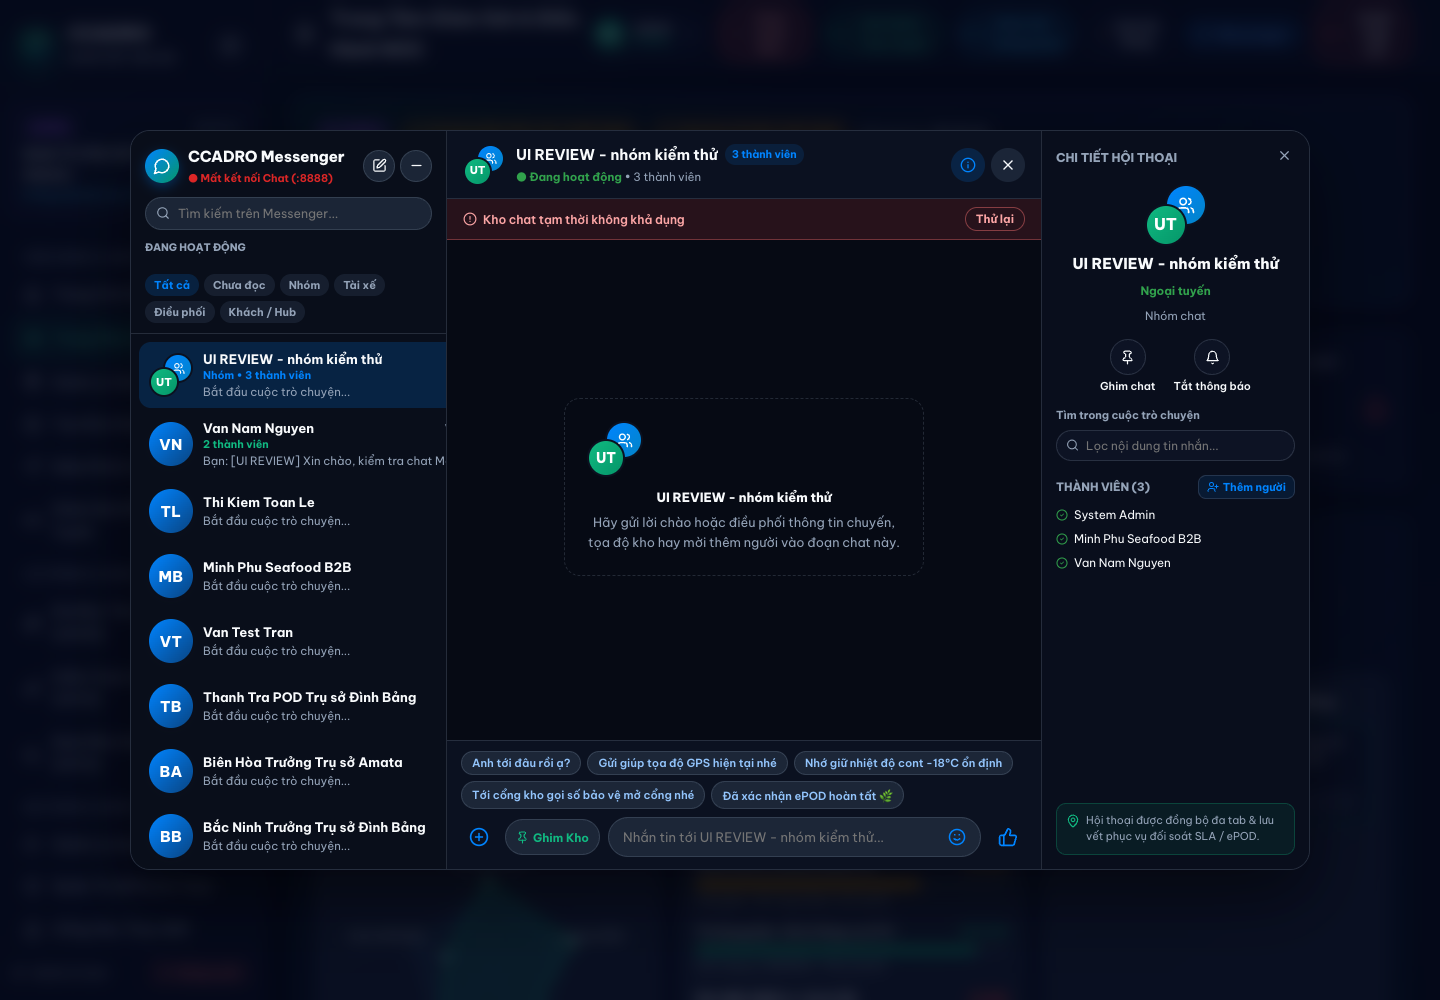 CCADRO Messenger
Mất kết nối Chat (:8888)
Tìm kiếm trên Messenger...
ĐANG HOẠT ĐỘNG
Tất cả
Chưa đọc
Nhóm
Tài xế
Điều phối
Khách / Hub
UT
UI REVIEW - nhóm kiểm thử
Nhóm • 3 thành viên
Bắt đầu cuộc trò chuyện...
VN
Van Nam Nguyen
2 thành viên
Bạn: [UI REVIEW] Xin chào, kiểm tra chat M
TL
Thi Kiem Toan Le
Bắt đầu cuộc trò chuyện...
MB
Minh Phu Seafood B2B
Bắt đầu cuộc trò chuyện...
VT
Van Test Tran
Bắt đầu cuộc trò chuyện...
TB
Thanh Tra POD Trụ sở Đình Bảng
Bắt đầu cuộc trò chuyện...
BA
Biên Hòa Trưởng Trụ sở Amata
Bắt đầu cuộc trò chuyện...
BB
Bắc Ninh Trưởng Trụ sở Đình Bảng
Bắt đầu cuộc trò chuyện...
UT
UI REVIEW - nhóm kiểm thử
3 thành viên
Đang hoạt động • 3 thành viên
Kho chat tạm thời không khả dụng
Thử lại
UT
UI REVIEW - nhóm kiểm thử
Hãy gửi lời chào hoặc điều phối thông tin chuyến,
tọa độ kho hay mời thêm người vào đoạn chat này.
Anh tới đâu rồi ạ?
Gửi giúp tọa độ GPS hiện tại nhé
Nhớ giữ nhiệt độ cont -18°C ổn định
Tới cổng kho gọi số bảo vệ mở cổng nhé
Đã xác nhận ePOD hoàn tất 🌿
Ghim Kho
Nhắn tin tới UI REVIEW - nhóm kiểm thử...
CHI TIẾT HỘI THOẠI
UT
UI REVIEW - nhóm kiểm thử
Ngoại tuyến
Nhóm chat
Ghim chat
Tắt thông báo
Tìm trong cuộc trò chuyện
Lọc nội dung tin nhắn...
THÀNH VIÊN (3)
Thêm người
System Admin
Minh Phu Seafood B2B
Van Nam Nguyen
Hội thoại được đồng bộ đa tab & lưu
vết phục vụ đối soát SLA / ePOD.